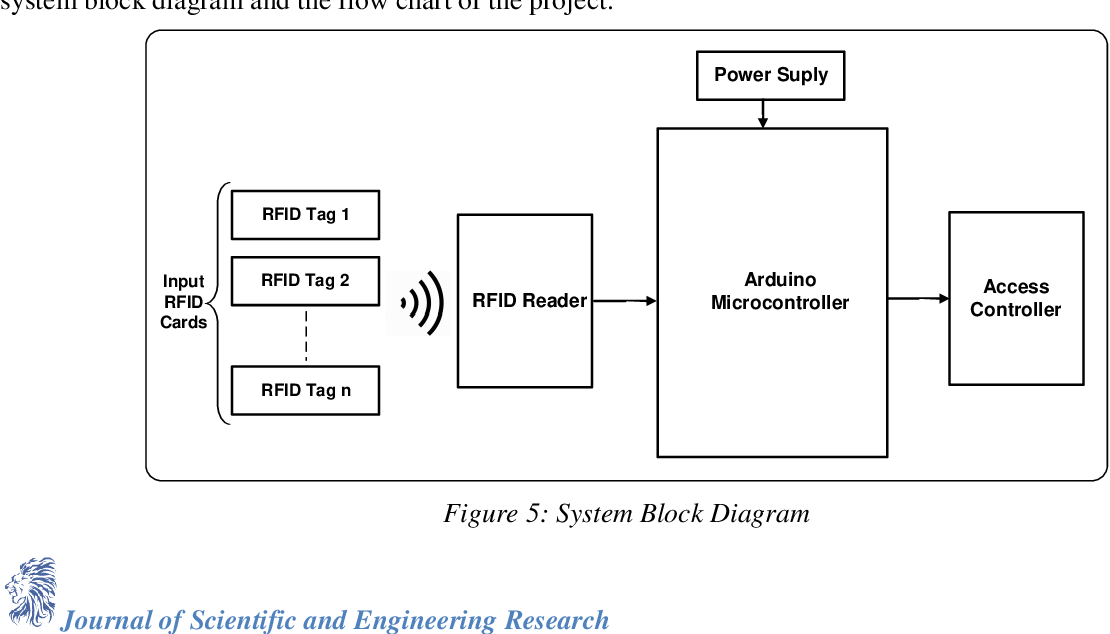 system block diagram and the flow chart of the project.
Power Suply
RFID Tag 1
RFID Tag 2
RFID Tag n
Input
RFID
Cards
RFID Reader
Arduino
Microcontroller
Access
Controller
Figure 5: System Block Diagram
Journal of Scientific and Engineering Research